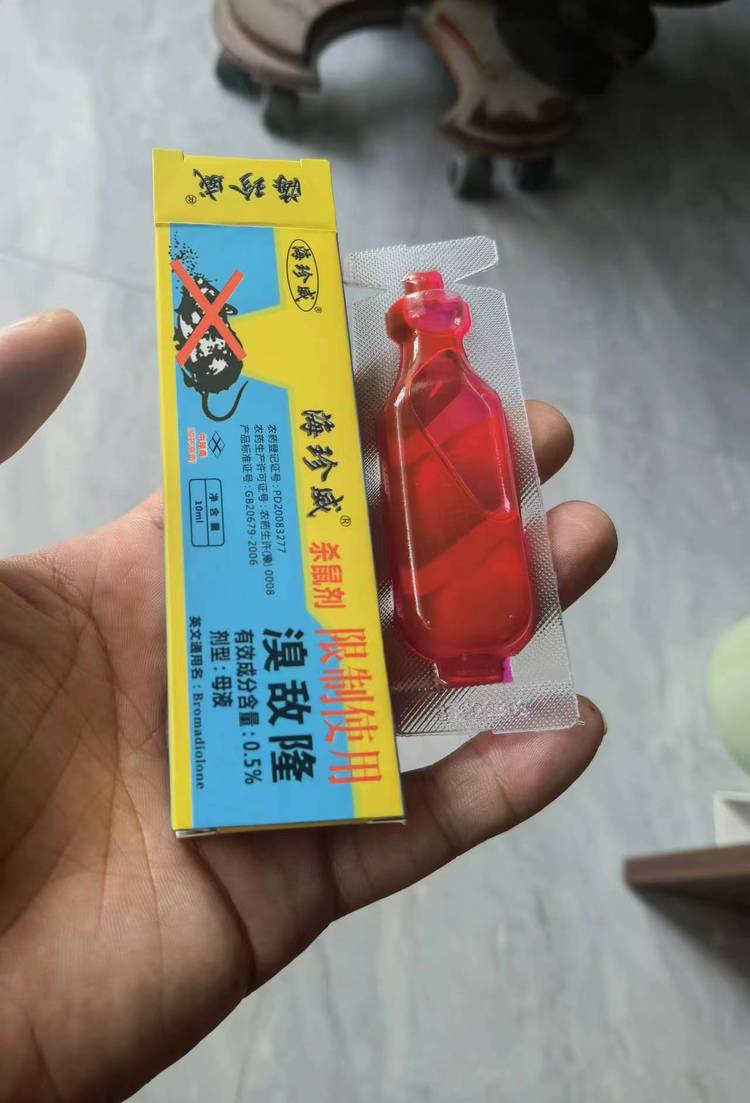 海珍威®
海珍威®
海珍威®
农药登记证号：PD20083277
农药生产许可证号：农药生许(豫)0008
产品标准证号：GB20679-2006
净含量
10ml
杀鼠剂
限制使用
溴敌隆
有效成分含量：0.5%
剂型：母液
英文通用名：Bromadiolone